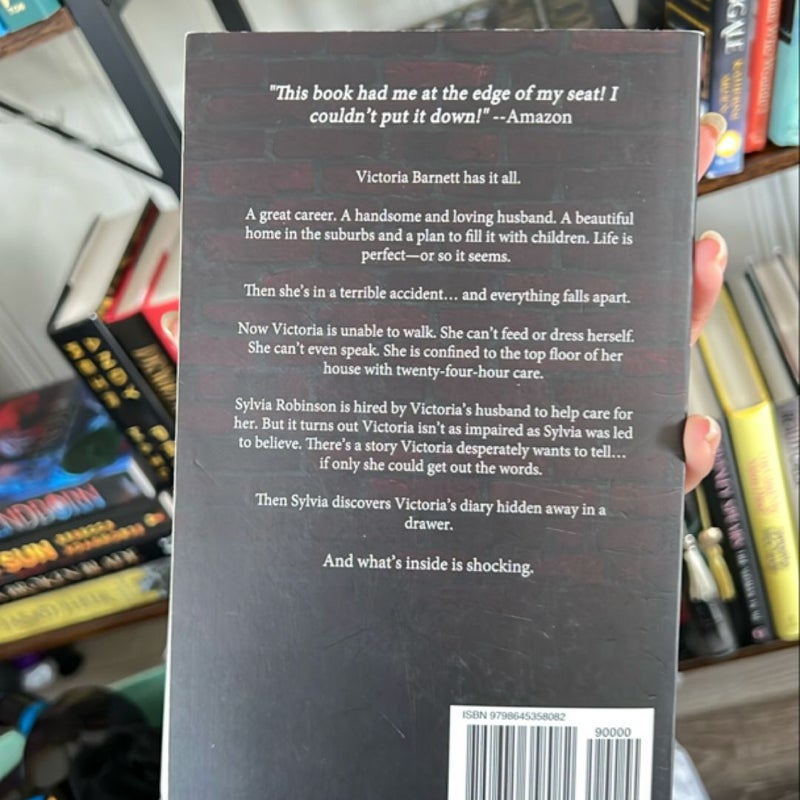 "This book had me at the edge of my seat! I
couldn't put it down!" --Amazon
Victoria Barnett has it all.
A great career. A handsome and loving husband. A beautiful
home in the suburbs and a plan to fill it with children. Life is
perfect—or so it seems.
Then she's in a terrible accident... and everything falls apart.
Now Victoria is unable to walk. She can't feed or dress herself.
She can't even speak. She is confined to the top floor of her
house with twenty-four-hour care.
Sylvia Robinson is hired by Victoria's husband to help care for
her. But it turns out Victoria isn't as impaired as Sylvia was led
to believe. There's a story Victoria desperately wants to tell...
if only she could get out the words.
Then Sylvia discovers Victoria's diary hidden away in a
drawer.
And what's inside is shocking.
ISBN 9798645358082
90000
ANDY
SUN